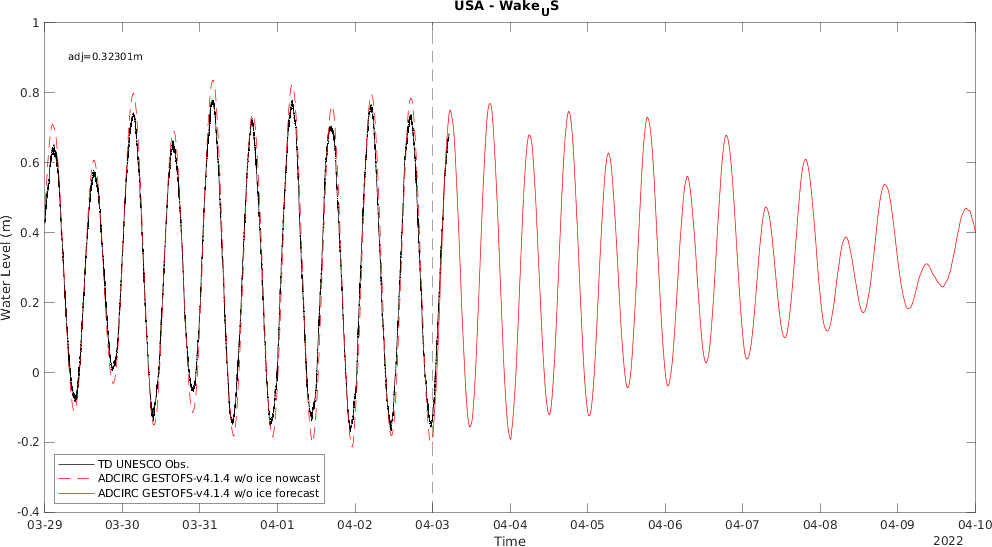 USA - Wake_US
1
adj=0.32301m
0.8
0.6
0.4
0.2
0
-0.2
-0.4
Water Level (m)
TD UNESCO Obs.
ADCIRC GESTOFS-v4.1.4 w/o ice nowcast
ADCIRC GESTOFS-v4.1.4 w/o ice forecast
03-29 03-30 03-31 04-01 04-02 04-03 04-04 04-05 04-06 04-07 04-08 04-09 04-10
Time
2022